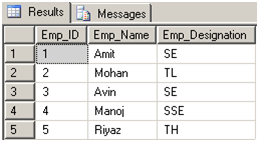 Results Messages
Emp_ID Emp_Name Emp_Designation
1 1 Amit SE
2 2 Mohan TL
3 3 Avin SE
4 4 Manoj SSE
5 5 Riyaz TH